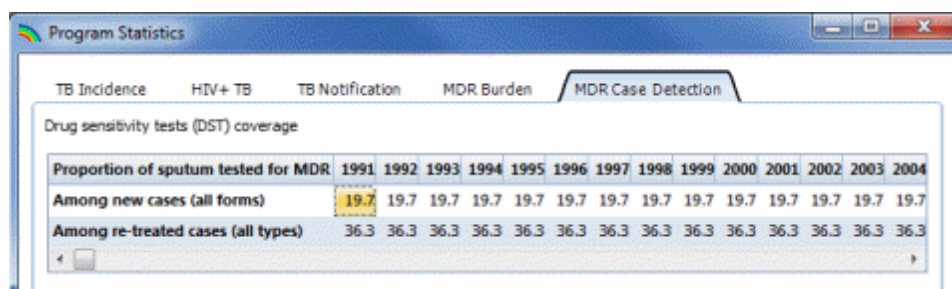 Program Statistics
TB Incidence HIV+ TB TB Notification MDR Burden MDR Case Detection
Drug sensitivity tests (DST) coverage
Proportion of sputum tested for MDR 1991 1992 1993 1994 1995 1996 1997 1998 1999 2000 2001 2002 2003 2004
Among new cases (all forms) 19.7 19.7 19.7 19.7 19.7 19.7 19.7 19.7 19.7 19.7 19.7 19.7 19.7 19.7
Among re-treated cases (all types) 36.3 36.3 36.3 36.3 36.3 36.3 36.3 36.3 36.3 36.3 36.3 36.3 36.3 36.3